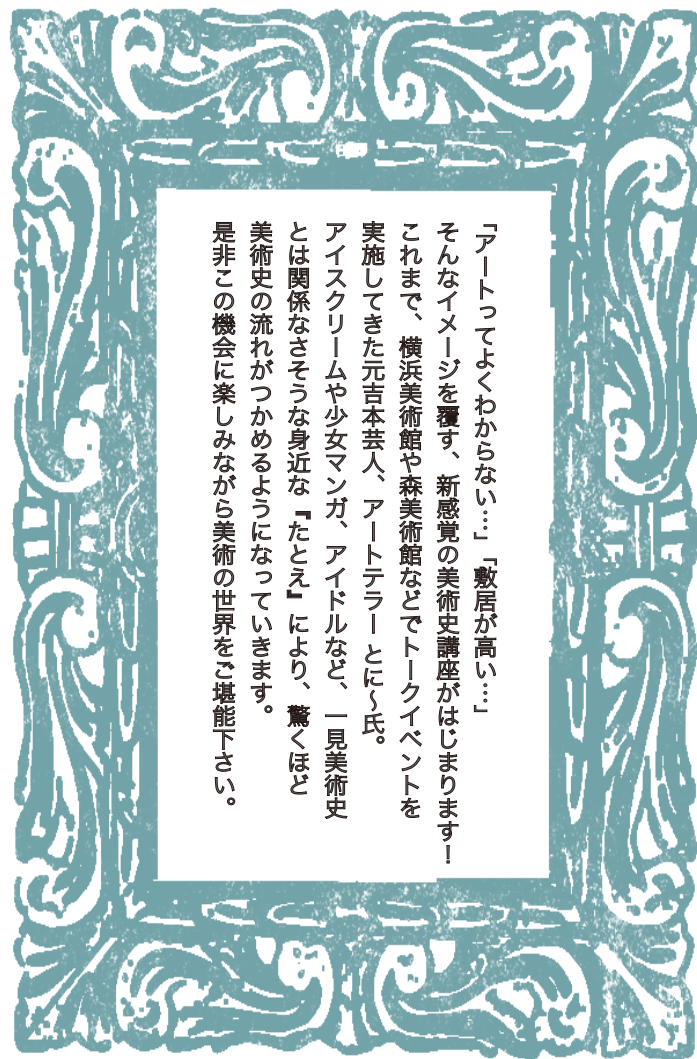 「アートってよくわからない…」「敷居が高い…」
そんなイメージを覆す、新感覚の美術史講座がはじまります！
これまで、横浜美術館や森美術館などでトークイベントを
実施してきた元吉本芸人、アートテラー とに〜氏。
アイスクリームや少女マンガ、アイドルなど、一見美術史
とは関係なさそうな身近な『たとえ』により、驚くほど
美術史の流れがつかめるようになっていきます。
是非この機会に楽しみながら美術の世界をご堪能下さい。